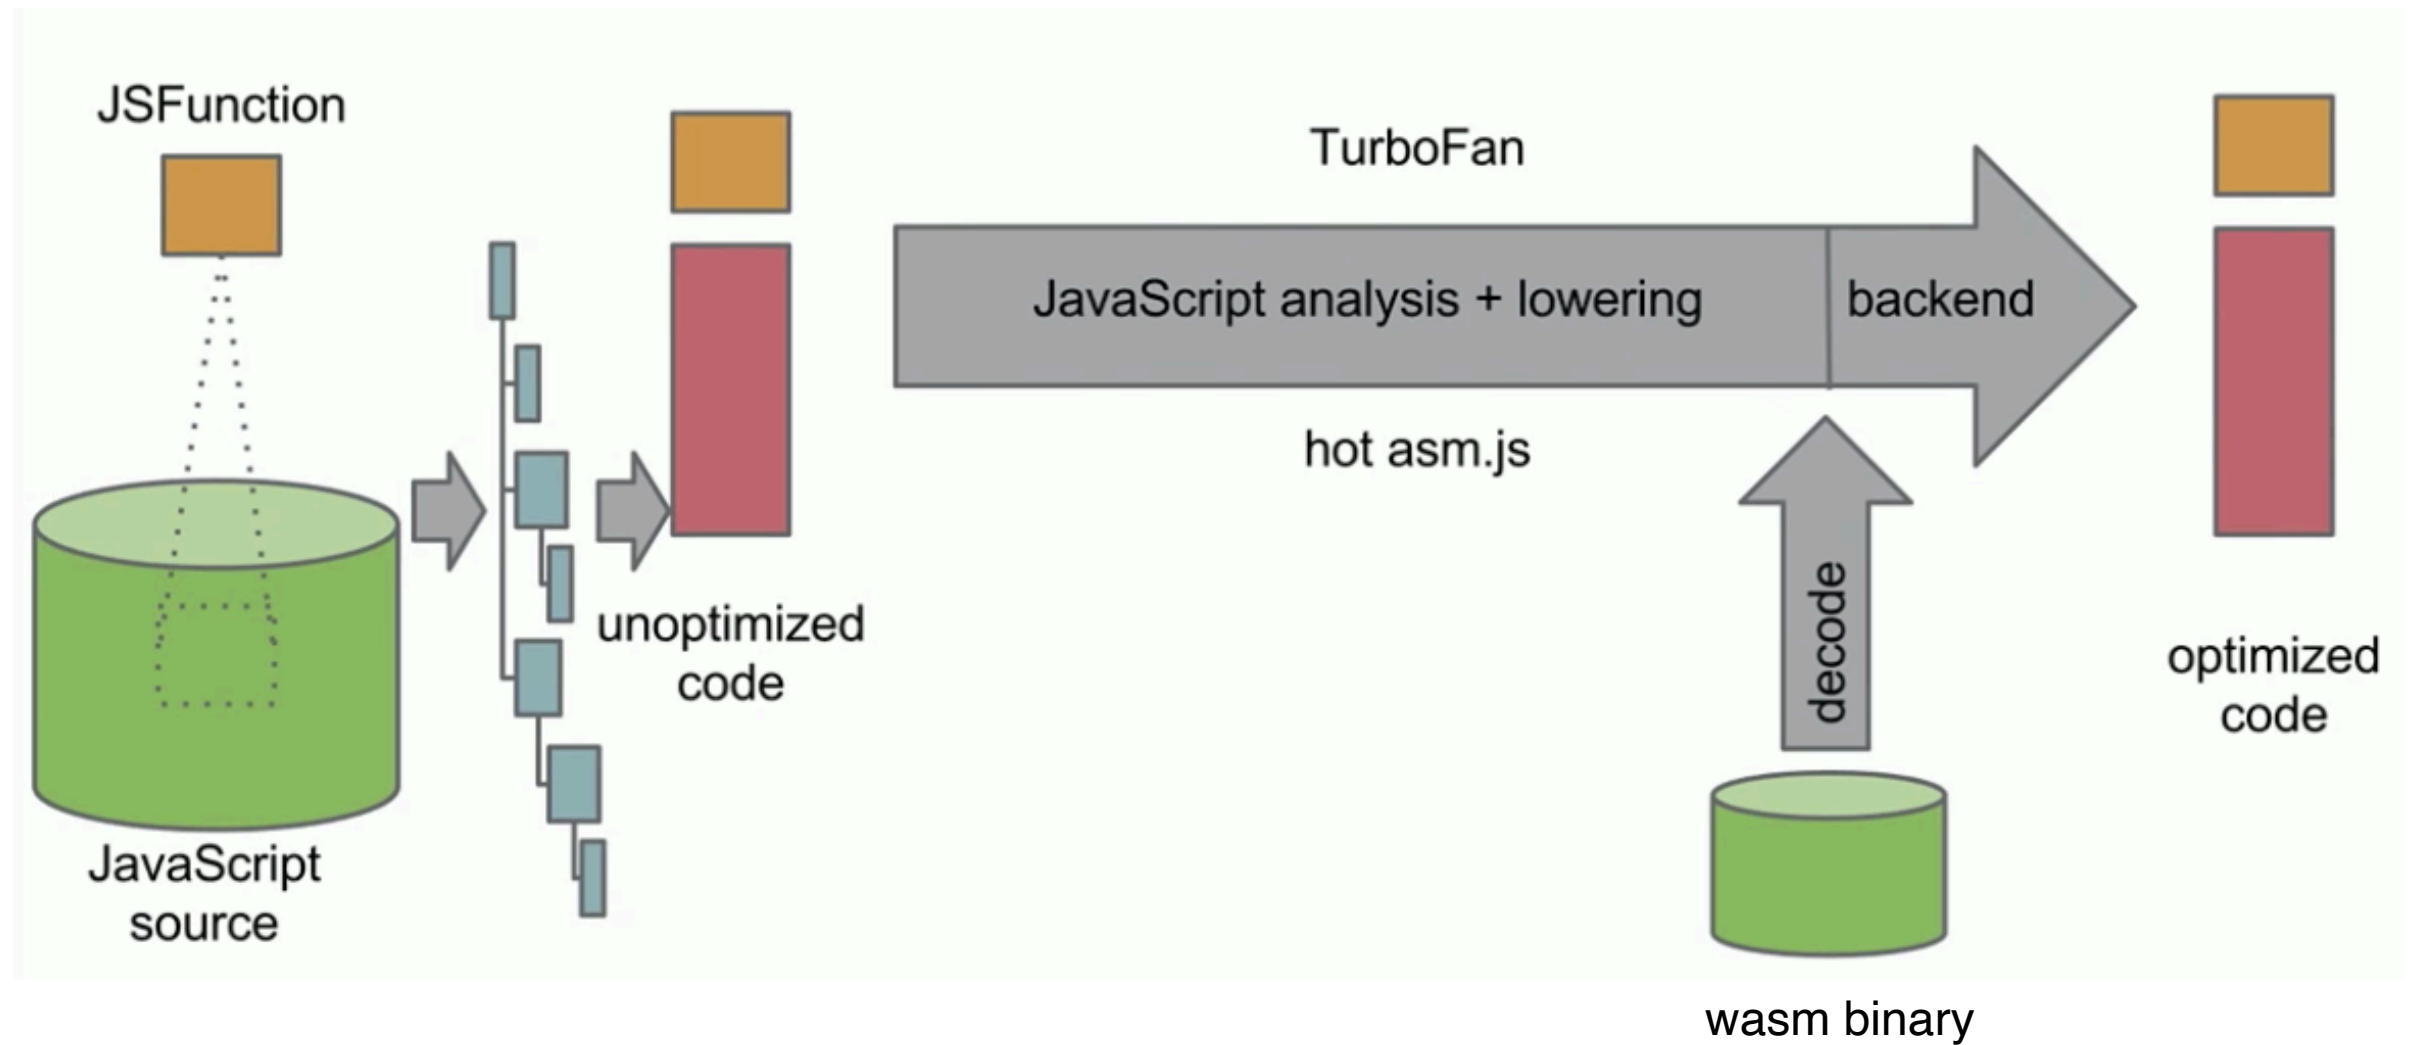 JSFunction
JavaScript
source
unoptimized
code
TurboFan
JavaScript analysis + lowering
backend
hot asm.js
decode
wasm binary
optimized
code